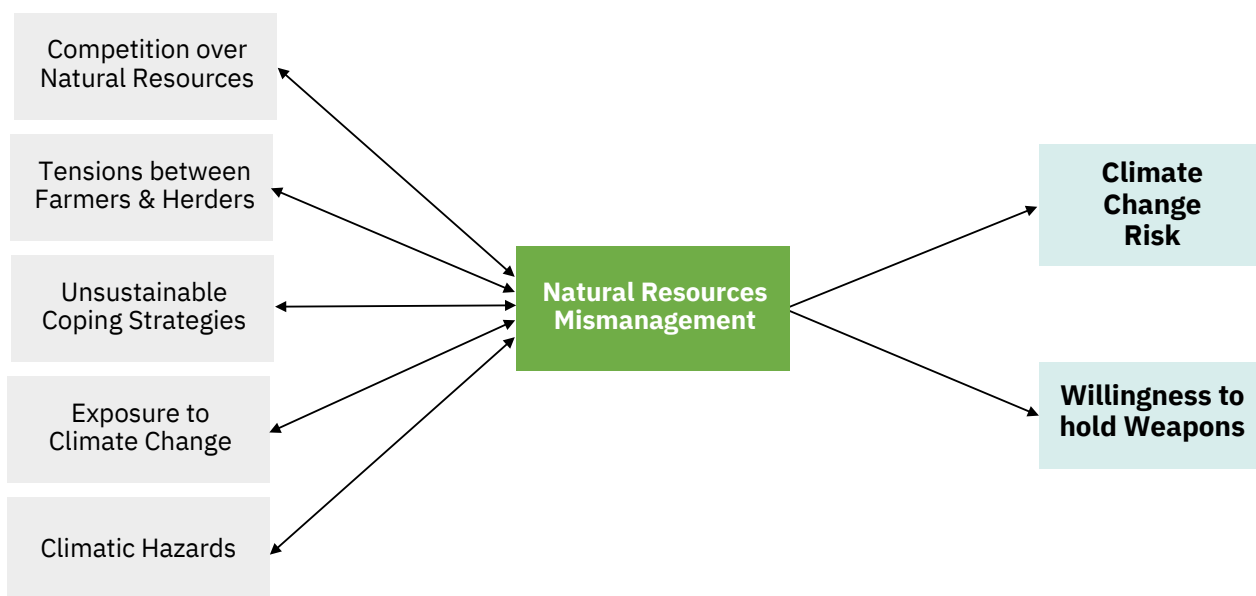 Competition over
Natural Resources
Tensions between
Farmers & Herders
Unsustainable
Coping Strategies
Exposure to
Climate Change
Climatic Hazards
Natural Resources
Mismanagement
Climate
Change
Risk
Willingness to
hold Weapons